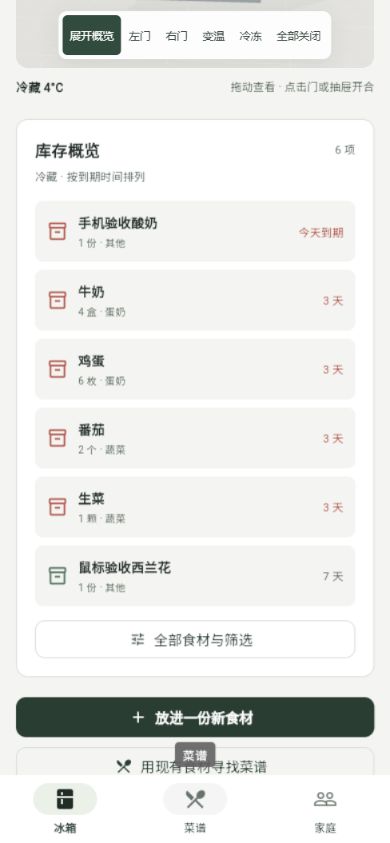 展开概览 左门 右门 变温 冷冻 全部关闭
冷藏 4°C 拖动查看 · 点击门或抽屉开合
库存概览 6 项
冷藏 · 按到期时间排列
手机验收酸奶
1 份 · 其他
今天到期
牛奶
4 盒 · 蛋奶
3 天
鸡蛋
6 枚 · 蛋奶
3 天
番茄
2 个 · 蔬菜
3 天
生菜
1 颗 · 蔬菜
3 天
鼠标验收西兰花
1 份 · 其他
7 天
全部食材与筛选
+ 放进一份新食材
菜谱
用现有食材寻找菜谱
冰箱 菜谱 家庭